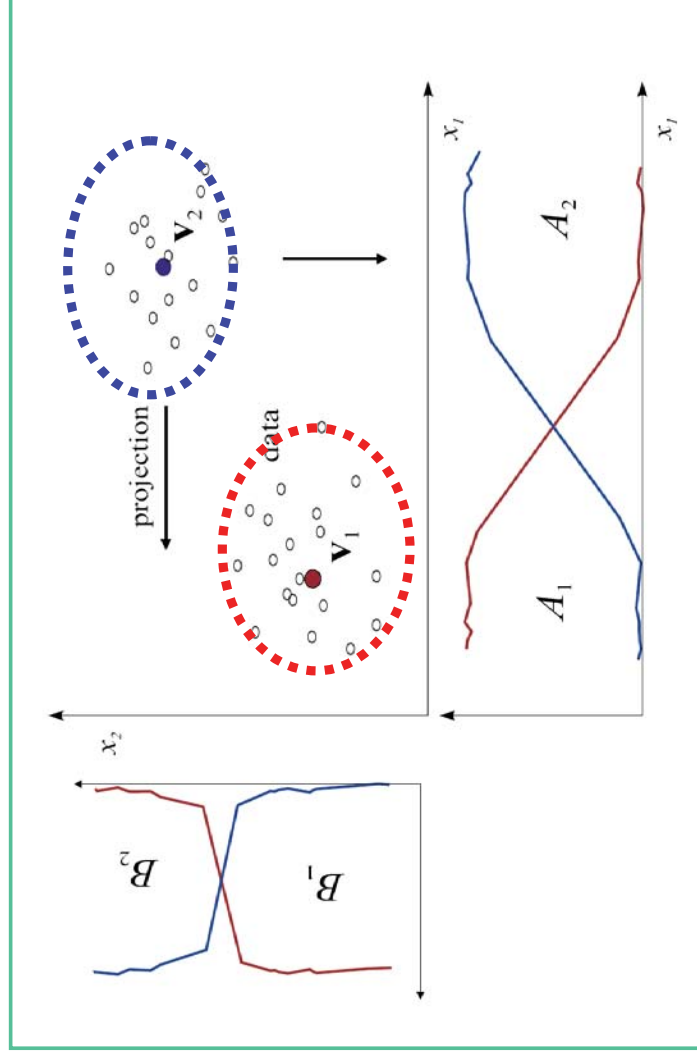 x₂
projection
v₂
data
v₁
x₁
B₂
B₁
A₁
A₂
x₁